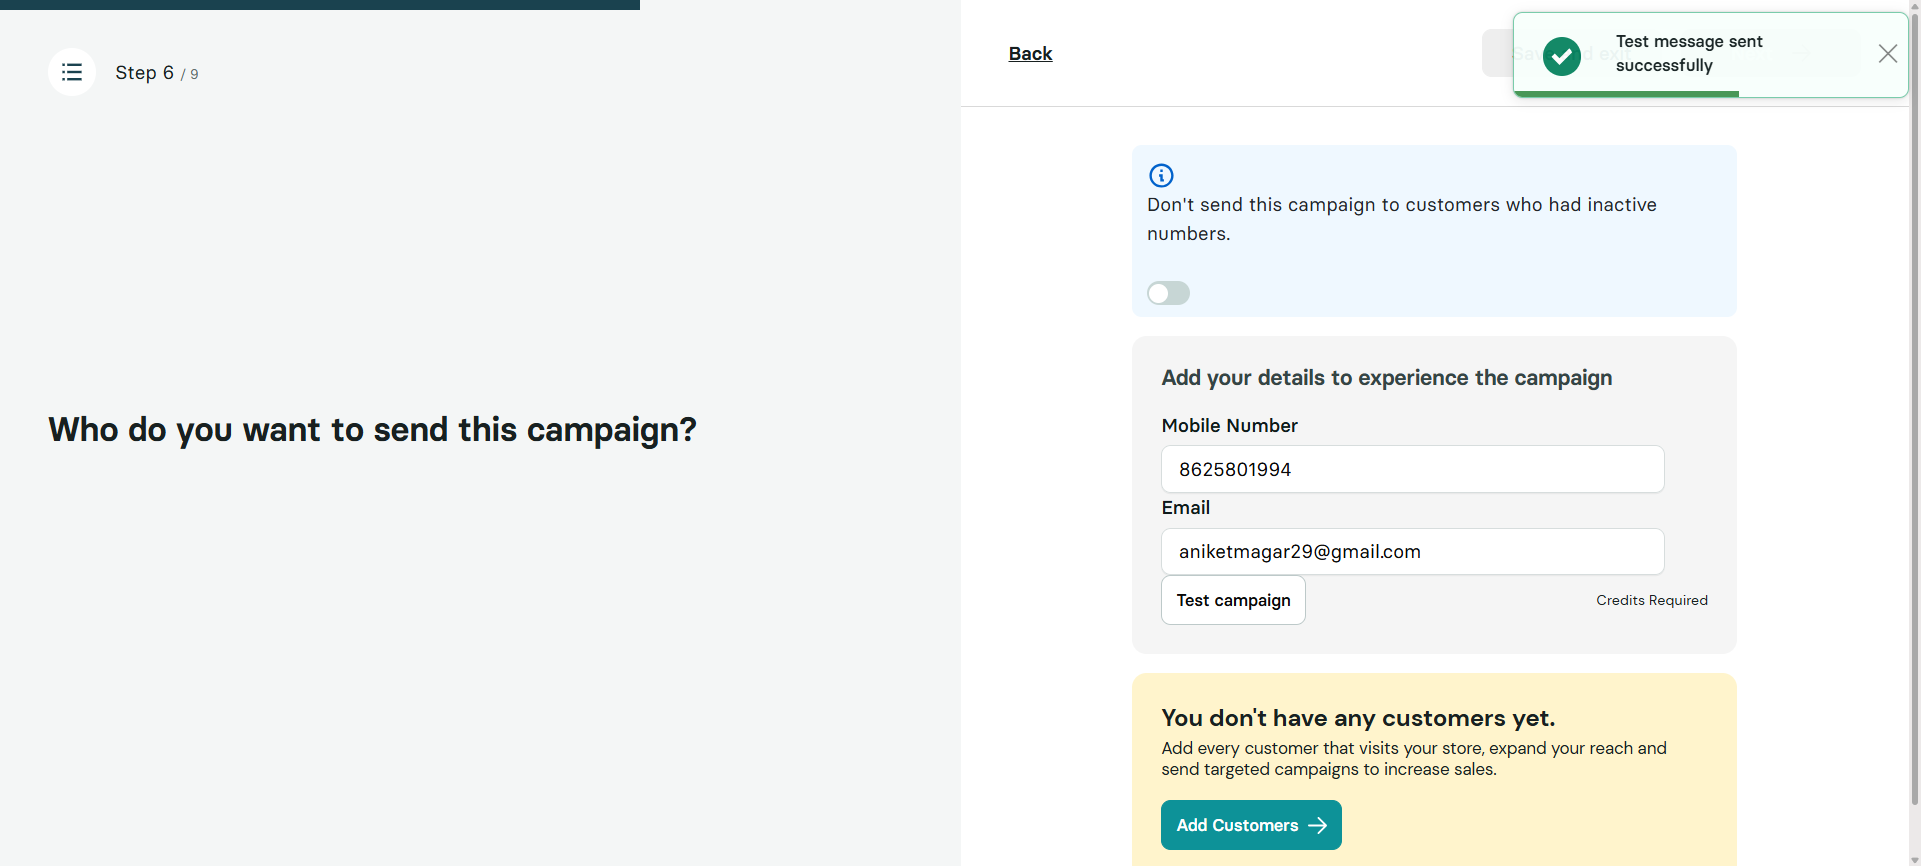 Step 6 / 9
Who do you want to send this campaign?
Back
Save and exit
Test message sent
successfully
Don't send this campaign to customers who had inactive
numbers.
Add your details to experience the campaign
Mobile Number
8625801994
Email
aniketmagar29@gmail.com
Test campaign
Credits Required
You don't have any customers yet.
Add every customer that visits your store, expand your reach and
send targeted campaigns to increase sales.
Add Customers